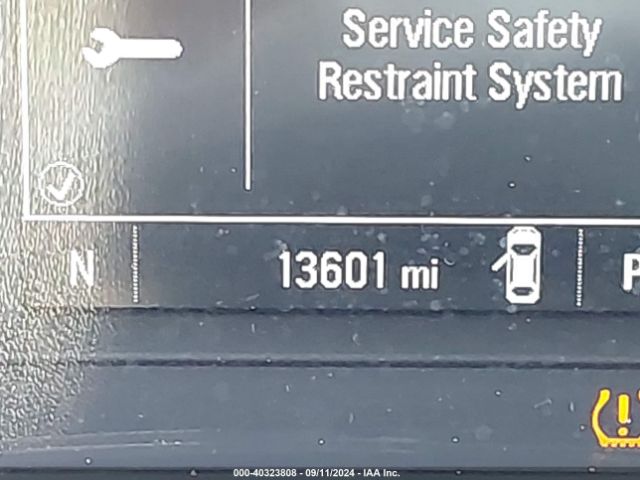 Service Safety
Restraint System
N 13601 mi P
000-40323808 - 09/11/2024 - IAA Inc.